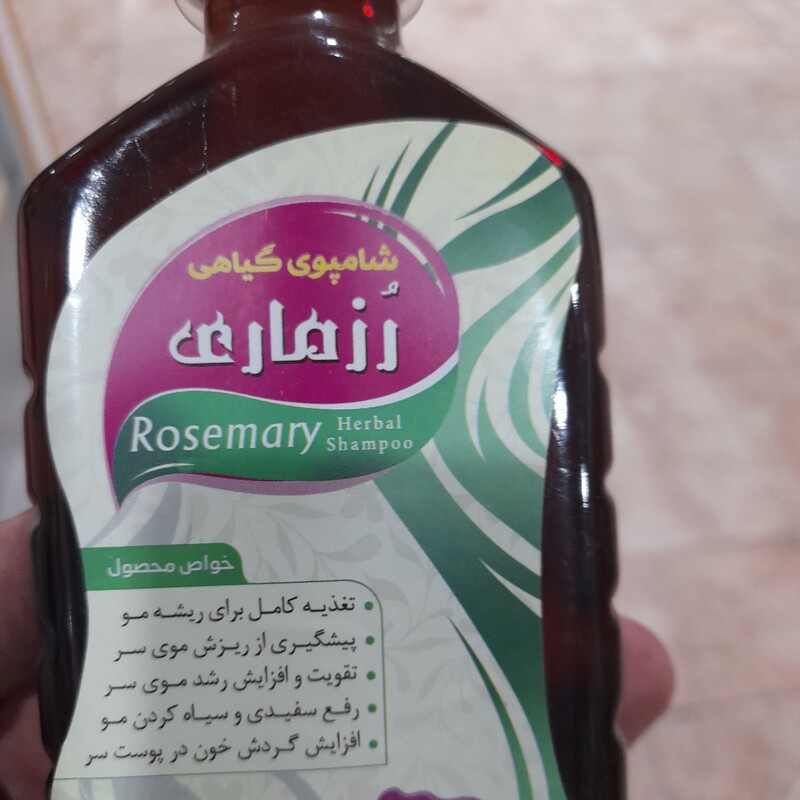 شامپوی گیاهی
رُزماری
Rosemary Herbal
Shampoo
خواص محصول
• تغذیه کامل برای ریشه مو
• پیشگیری از ریزش موی سر
• تقویت و افزایش رشد موی سر
• رفع سفیدی و سیاه کردن مو
• افزایش گردش خون در پوست سر